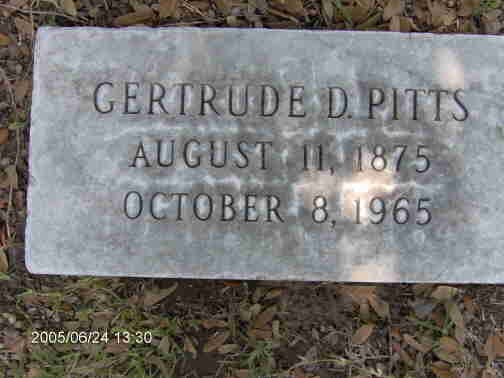 GERTRUDE D. PITTS
AUGUST 11, 1875
OCTOBER 8, 1965
2005/06/24 13:30